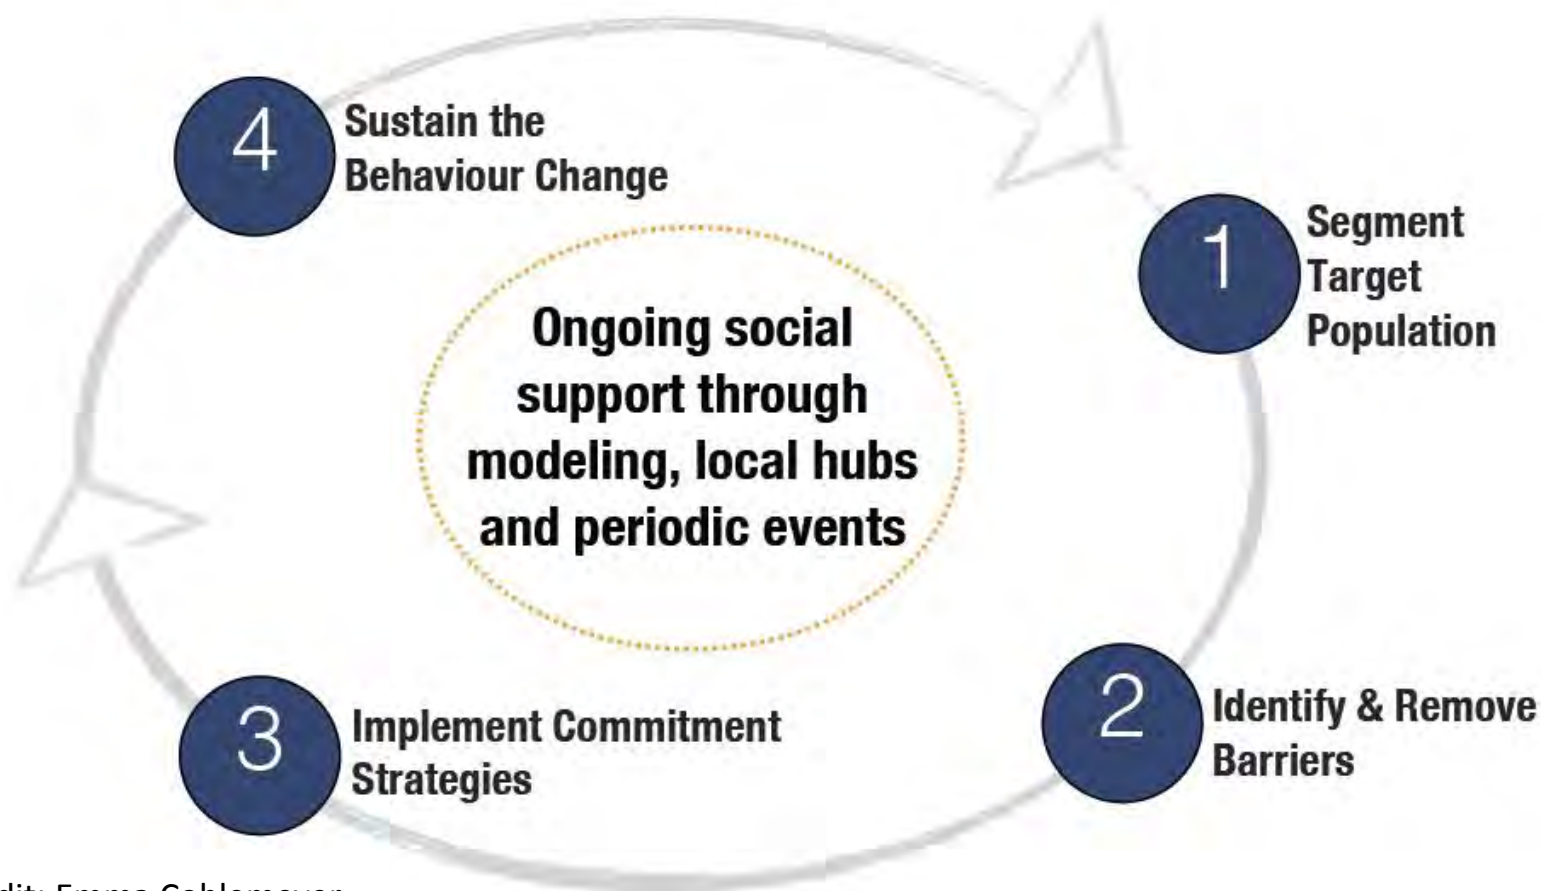 4
Sustain the
Behaviour Change
1
Segment
Target
Population
Ongoing social
support through
modeling, local hubs
and periodic events
2
Identify & Remove
Barriers
3
Implement Commitment
Strategies